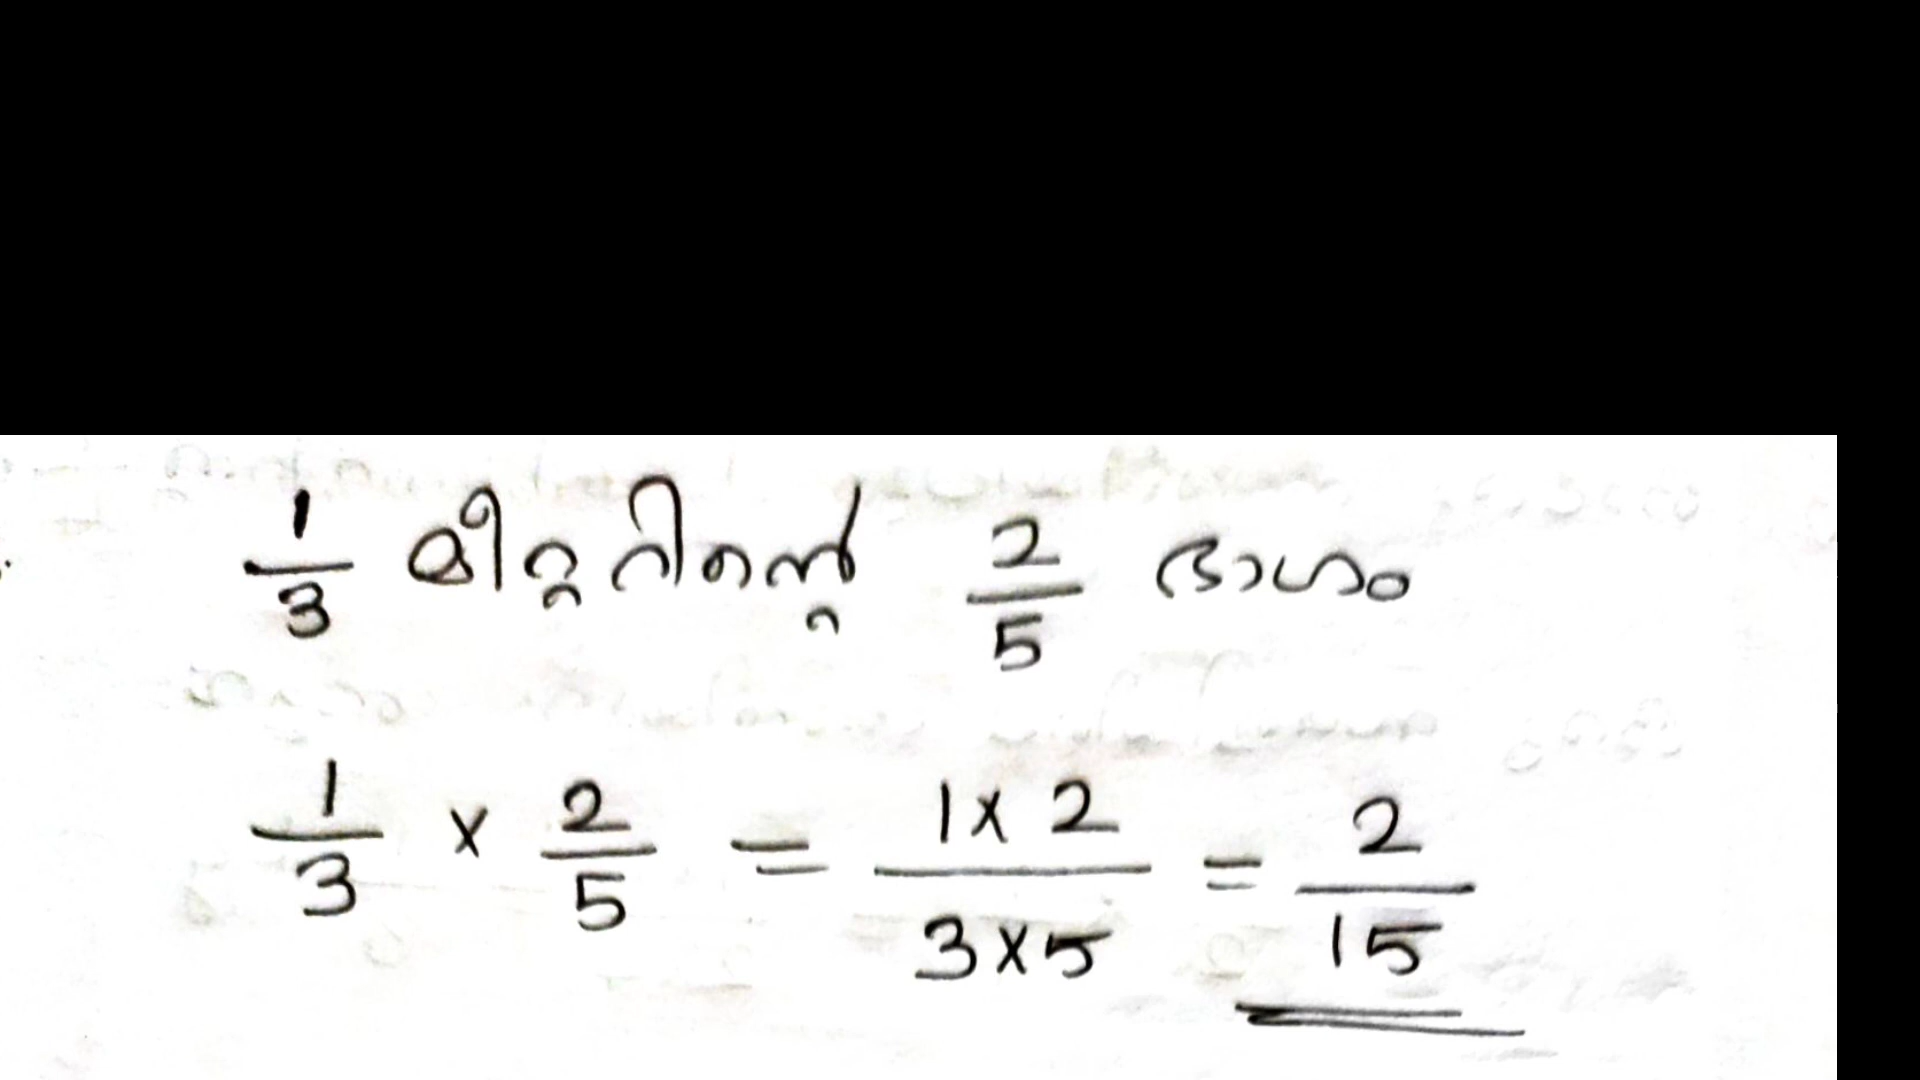 1/3 മീറ്ററിന്റെ 2/5 ഭാഗം
1/3 × 2/5 = 1×2/3×5 = 2/15